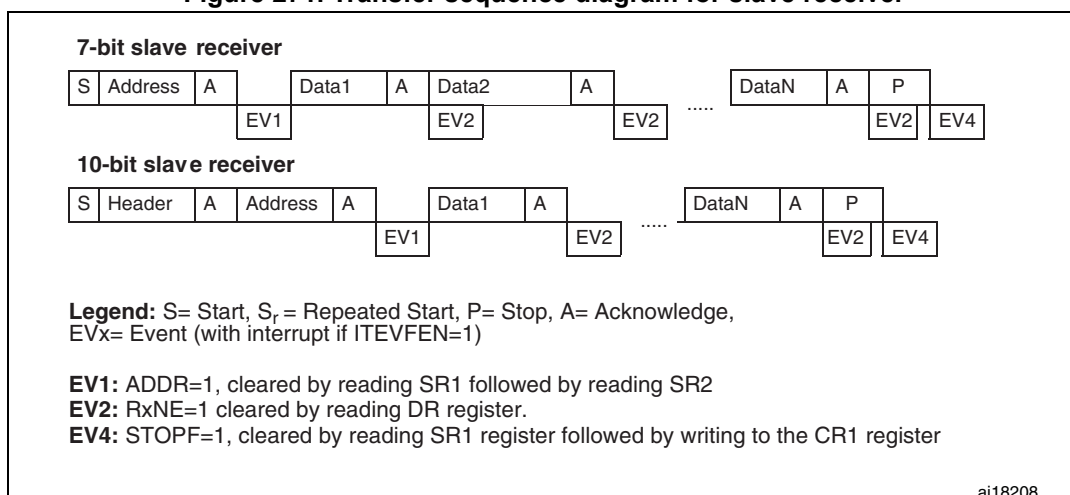 7-bit slave receiver
S Address A Data1 A Data2 A ..... DataN A P
EV1 EV2 EV2 EV2 EV4
10-bit slave receiver
S Header A Address A Data1 A ..... DataN A P
EV1 EV2 EV2 EV4
Legend: S= Start, Sr = Repeated Start, P= Stop, A= Acknowledge,
EVx= Event (with interrupt if ITEVFEN=1)
EV1: ADDR=1, cleared by reading SR1 followed by reading SR2
EV2: RxNE=1 cleared by reading DR register.
EV4: STOPF=1, cleared by reading SR1 register followed by writing to the CR1 register
ai18208